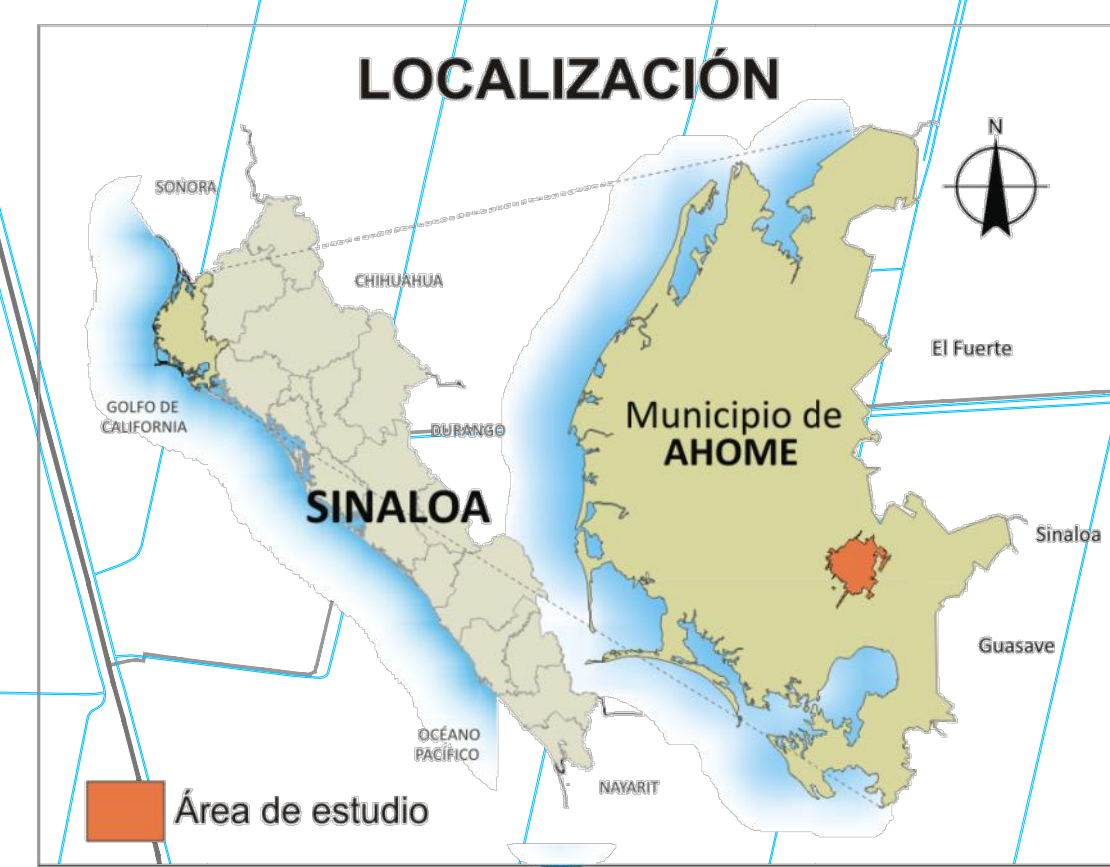 LOCALIZACIÓN
N
SONORA
CHIHUAHUA
GOLFO DE
CALIFORNIA
DURANGO
SINALOA
OCÉANO
PACÍFICO
NAYARIT
El Fuerte
Municipio de
AHOME
Sinaloa
Guasave
Área de estudio